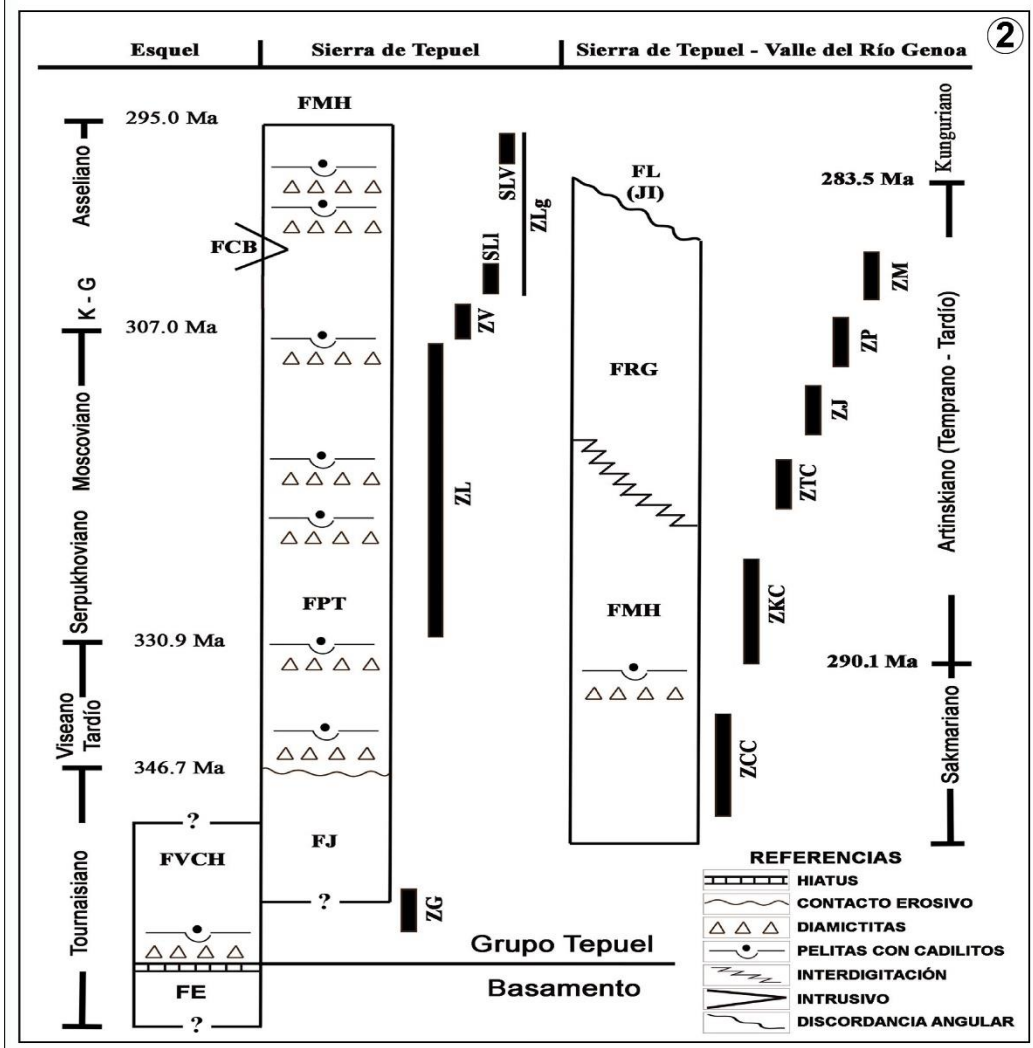 ②
Esquel
Sierra de Tepuel
Sierra de Tepuel - Valle del Río Genoa
Asseliano
K - G
Moscoviano
Serpukhoviano
Viseano
Tardío
Tournaisiano
295.0 Ma
307.0 Ma
330.9 Ma
346.7 Ma
?
FVCH
FE
?
FMH
FCB
FPT
FJ
?
SLV
ZLg
SLl
ZV
ZL
ZG
Grupo Tepuel
Basamento
FL
(JI)
FRG
FMH
ZM
ZP
ZJ
ZTC
ZKC
ZCC
283.5 Ma
290.1 Ma
Kunguriano
Artinskiano (Temprano - Tardío)
Sakmariano
REFERENCIAS
HIATUS
CONTACTO EROSIVO
DIAMICTITAS
PELITAS CON CADILITOS
INTERDIGITACIÓN
INTRUSIVO
DISCORDANCIA ANGULAR